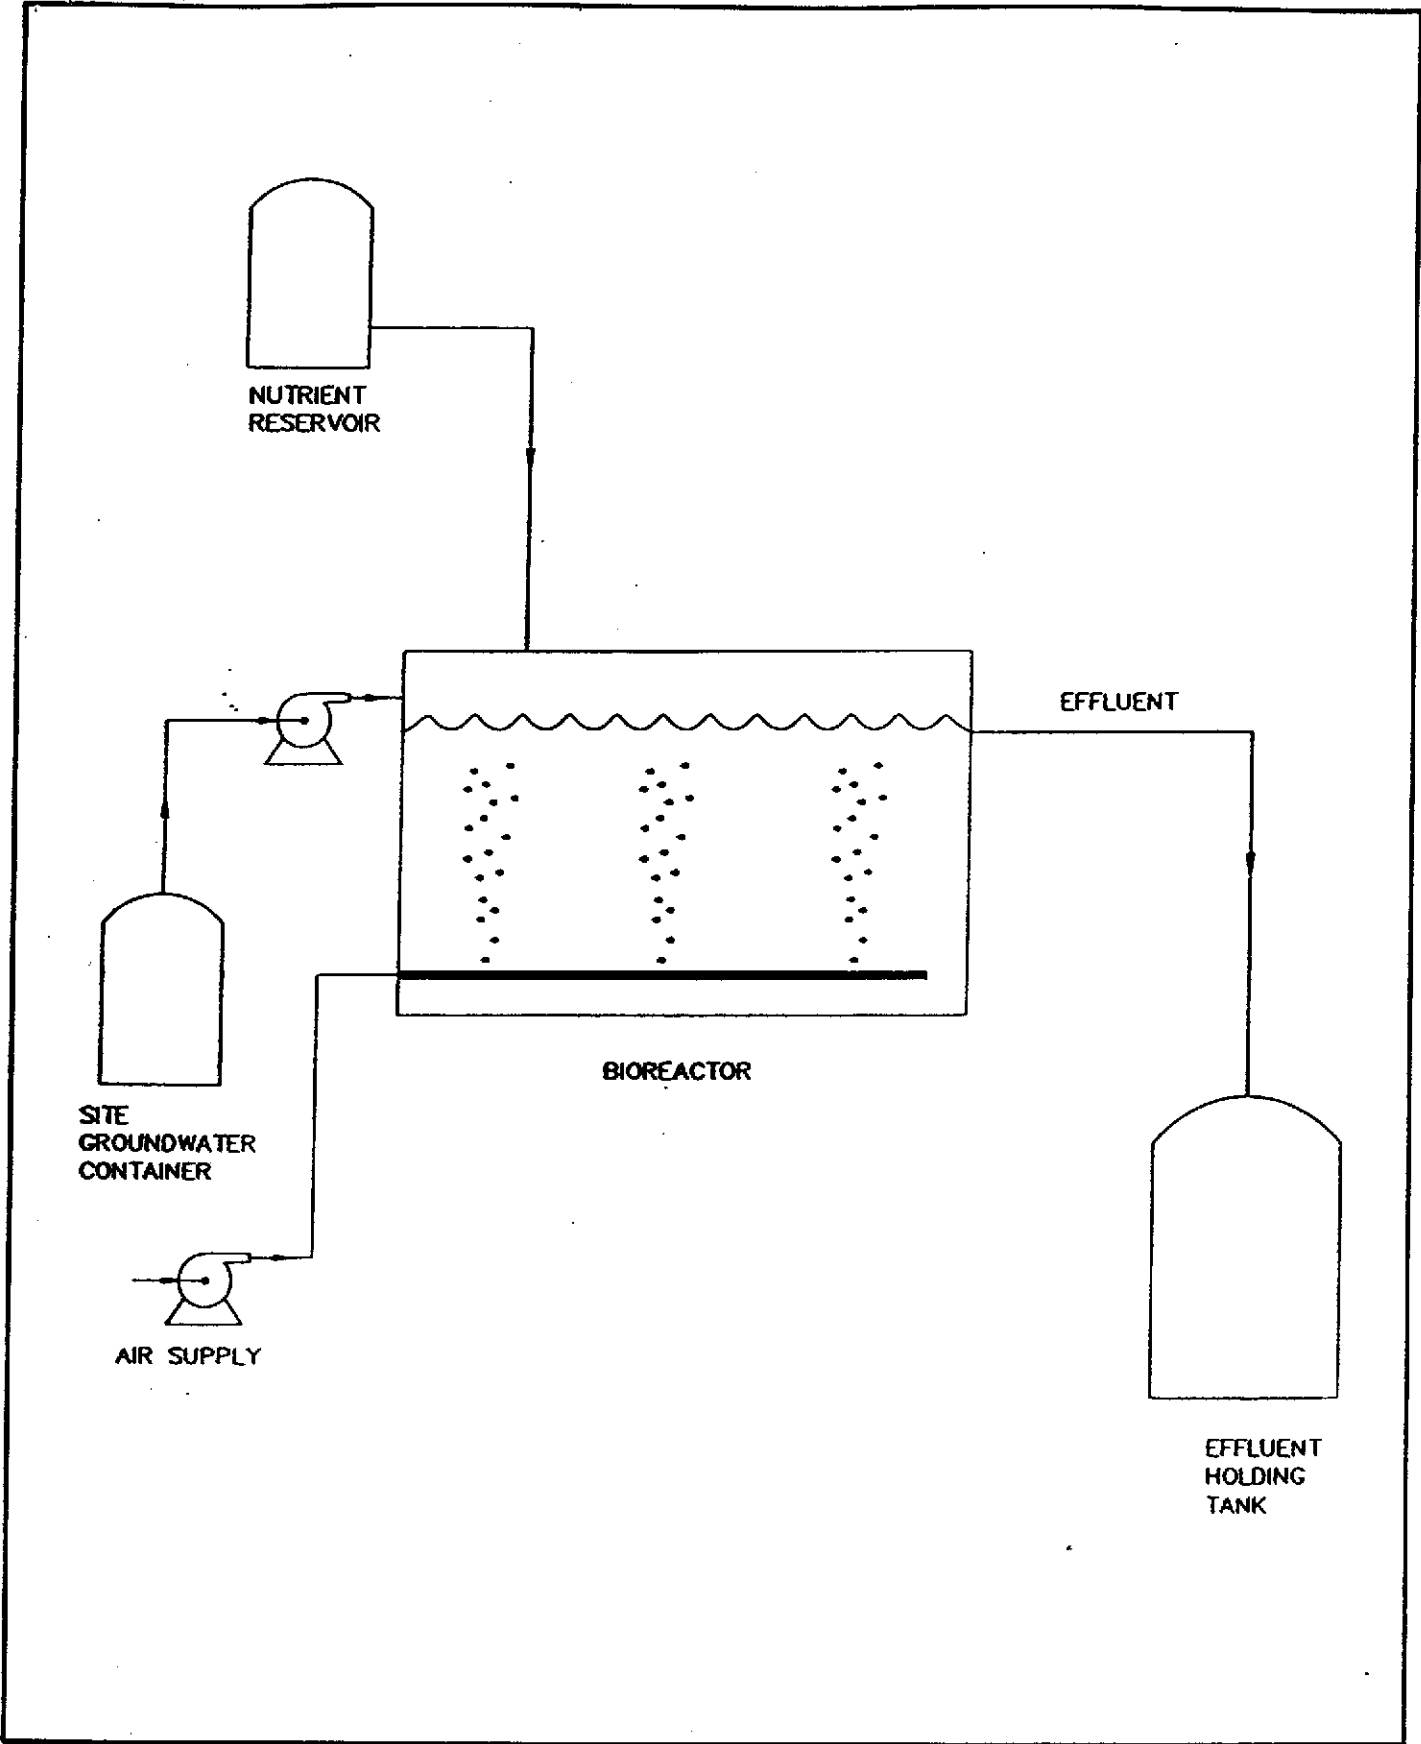 NUTRIENT
RESERVOIR
EFFLUENT
BIOREACTOR
SITE
GROUNDWATER
CONTAINER
AIR SUPPLY
EFFLUENT
HOLDING
TANK